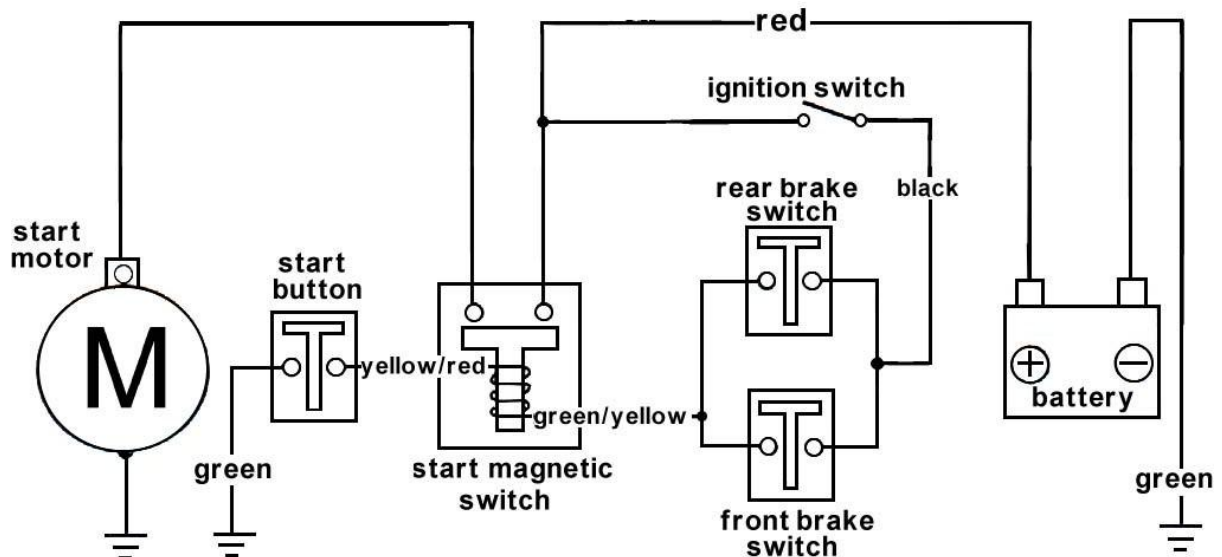 red
ignition switch
rear brake
switch
black
start
motor
start
button
M
yellow/red
green/yellow
+ −
battery
green
start magnetic
switch
green
front brake
switch